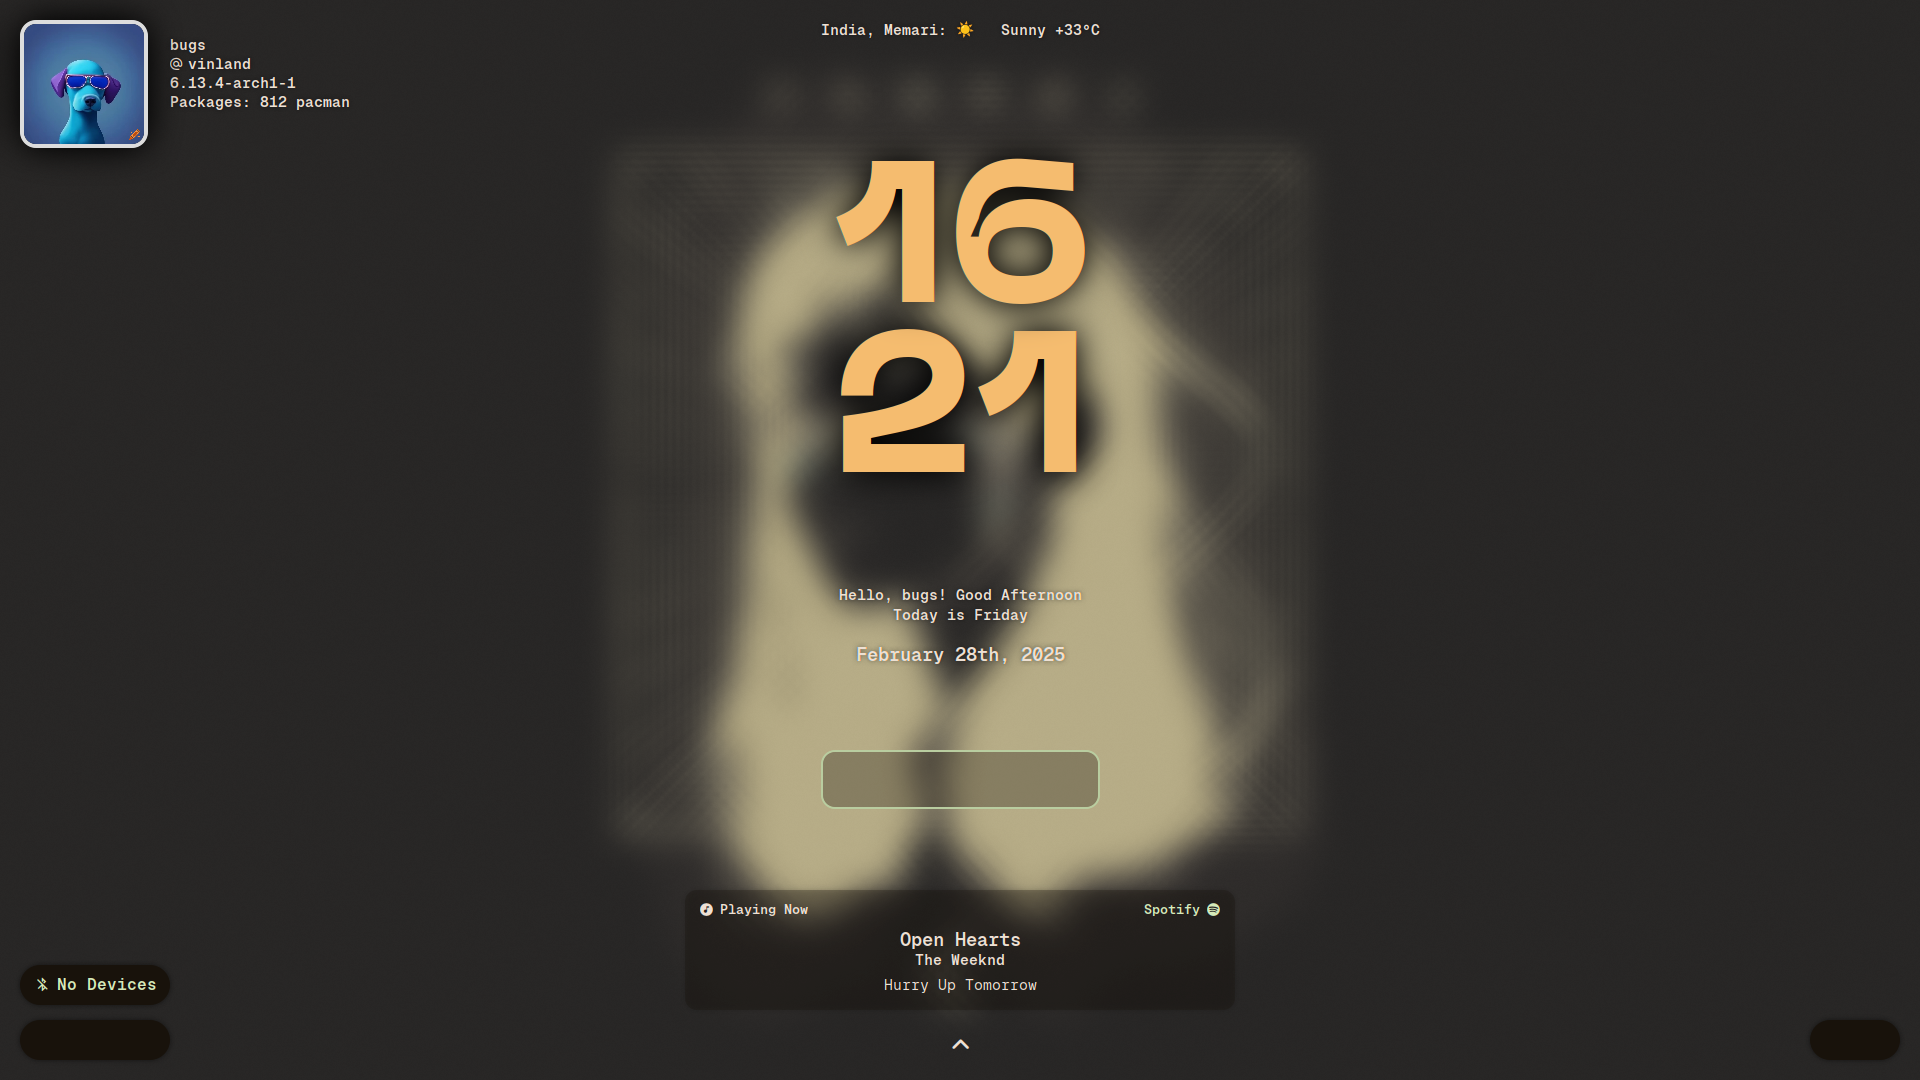 bugs
@ vinland
6.13.4-arch1-1
Packages: 812 pacman
India, Memari: ☀️ Sunny +33°C
16
21
Hello, bugs! Good Afternoon
Today is Friday
February 28th, 2025
Playing Now
Spotify
Open Hearts
The Weeknd
Hurry Up Tomorrow
No Devices